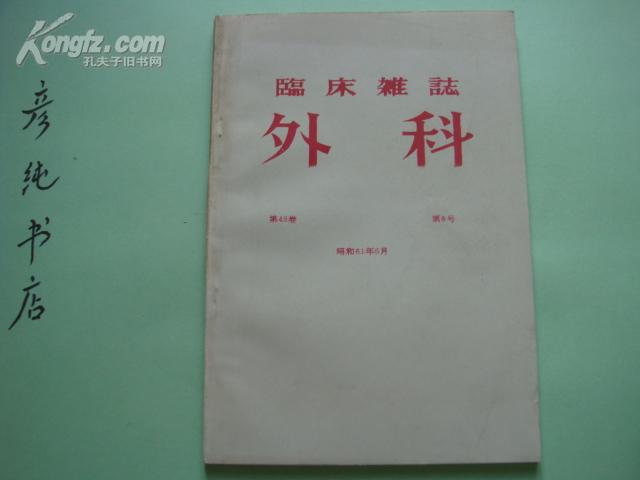 Kongfz.com
孔夫子旧书网
彦纯书店
臨床雑誌
外科
第48巻 第6号
昭和61年6月